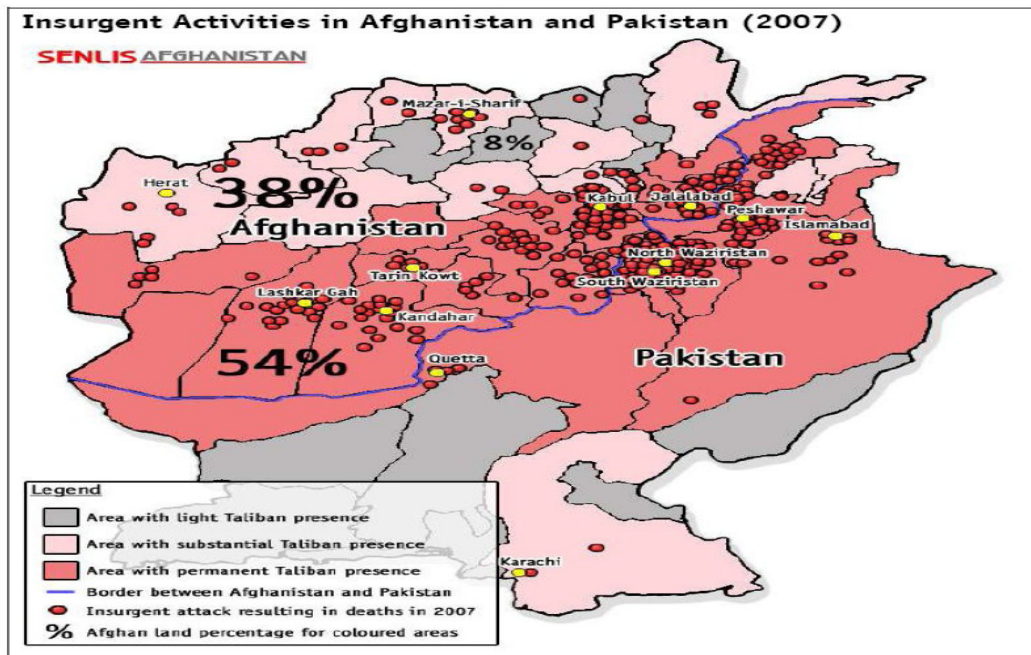 Insurgent Activities in Afghanistan and Pakistan (2007)
SENLIS AFGHANISTAN
Mazar-i-Sharif
8%
Herat
38%
Afghanistan
Kabul
Jalalabad
Peshawar
Islamabad
North Waziristan
Tarin Kowt
South Waziristan
Lashkar Gah
Kandahar
54%
Quetta
Pakistan
Karachi
Legend
Area with light Taliban presence
Area with substantial Taliban presence
Area with permanent Taliban presence
Border between Afghanistan and Pakistan
Insurgent attack resulting in deaths in 2007
% Afghan land percentage for coloured areas